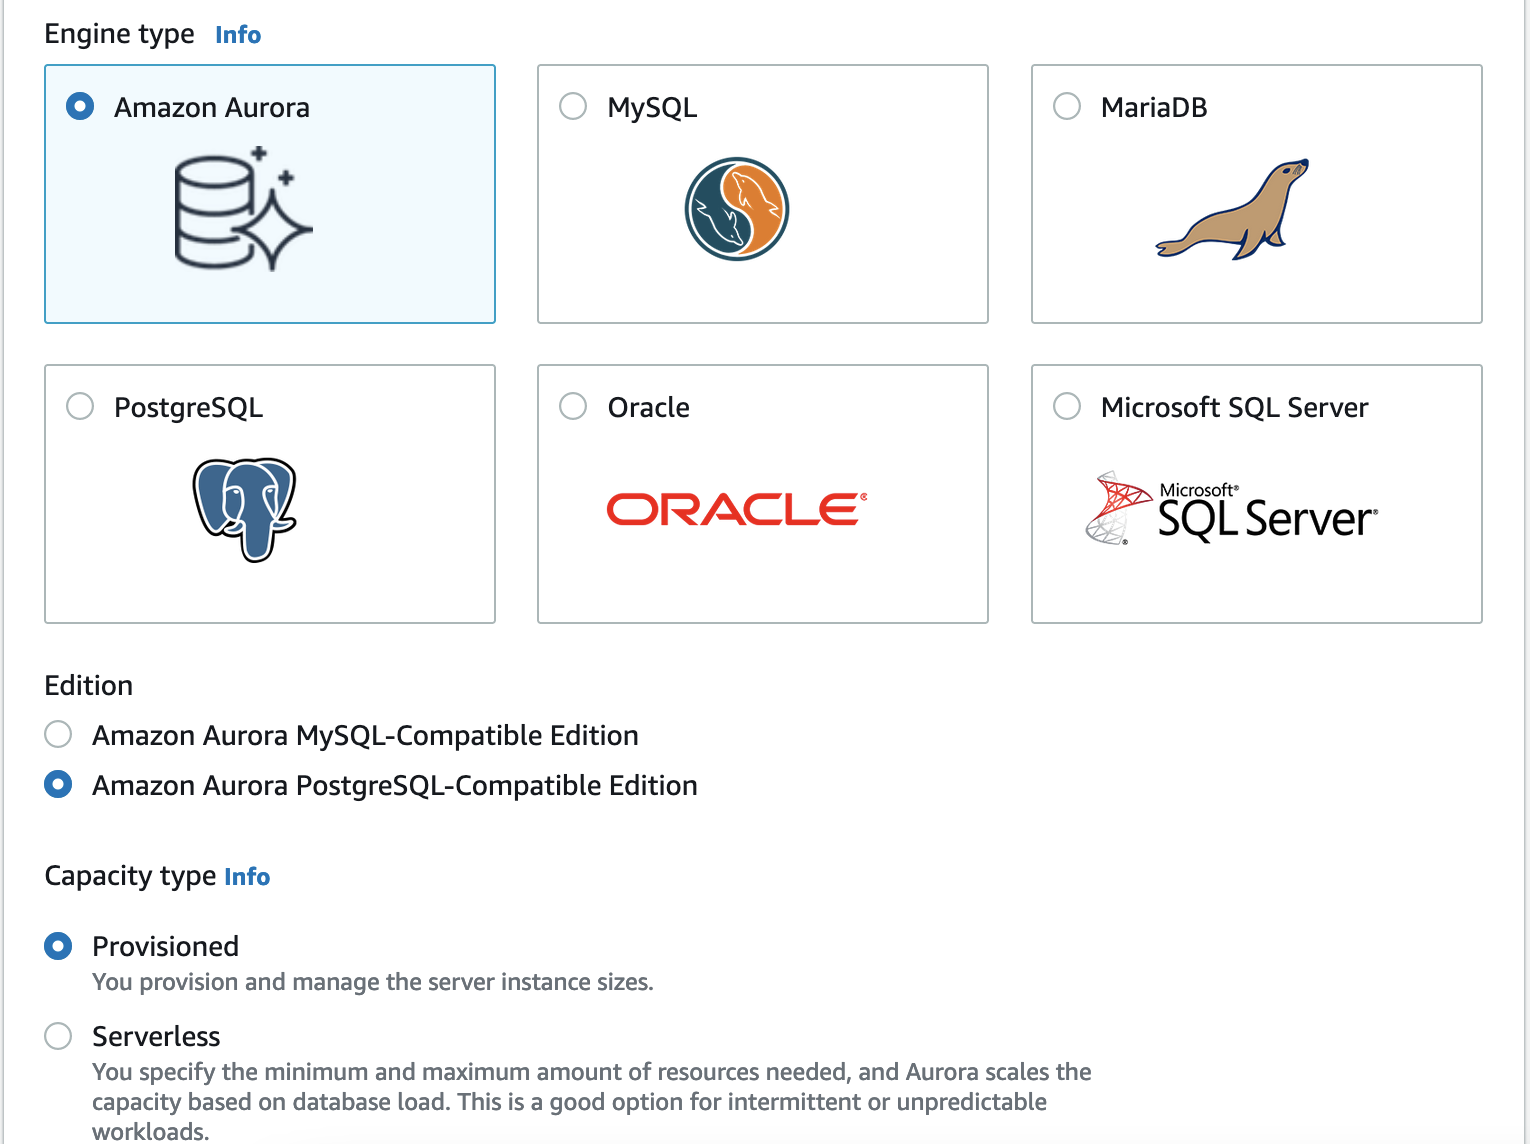 Engine type Info
Amazon Aurora
MySQL
MariaDB
PostgreSQL
Oracle
ORACLE®
Microsoft SQL Server
Microsoft®
SQL Server®
®
Edition
Amazon Aurora MySQL-Compatible Edition
Amazon Aurora PostgreSQL-Compatible Edition
Capacity type Info
Provisioned
You provision and manage the server instance sizes.
Serverless
You specify the minimum and maximum amount of resources needed, and Aurora scales the
capacity based on database load. This is a good option for intermittent or unpredictable
workloads.